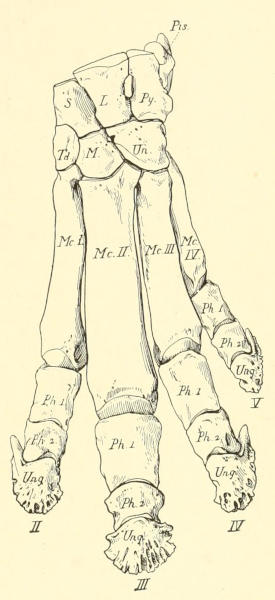 Pis.
S L Py.
Td M. Un.
Mc. I. Mc. II. Mc. III Mc. IV.
Ph. 1
Ph. 2
Ung.
V
Ph. 1 Ph. 1
Ph. 2 Ph. 2
Ung Ung
II IV
Ph. 1
Ph. 2
Ung.
III